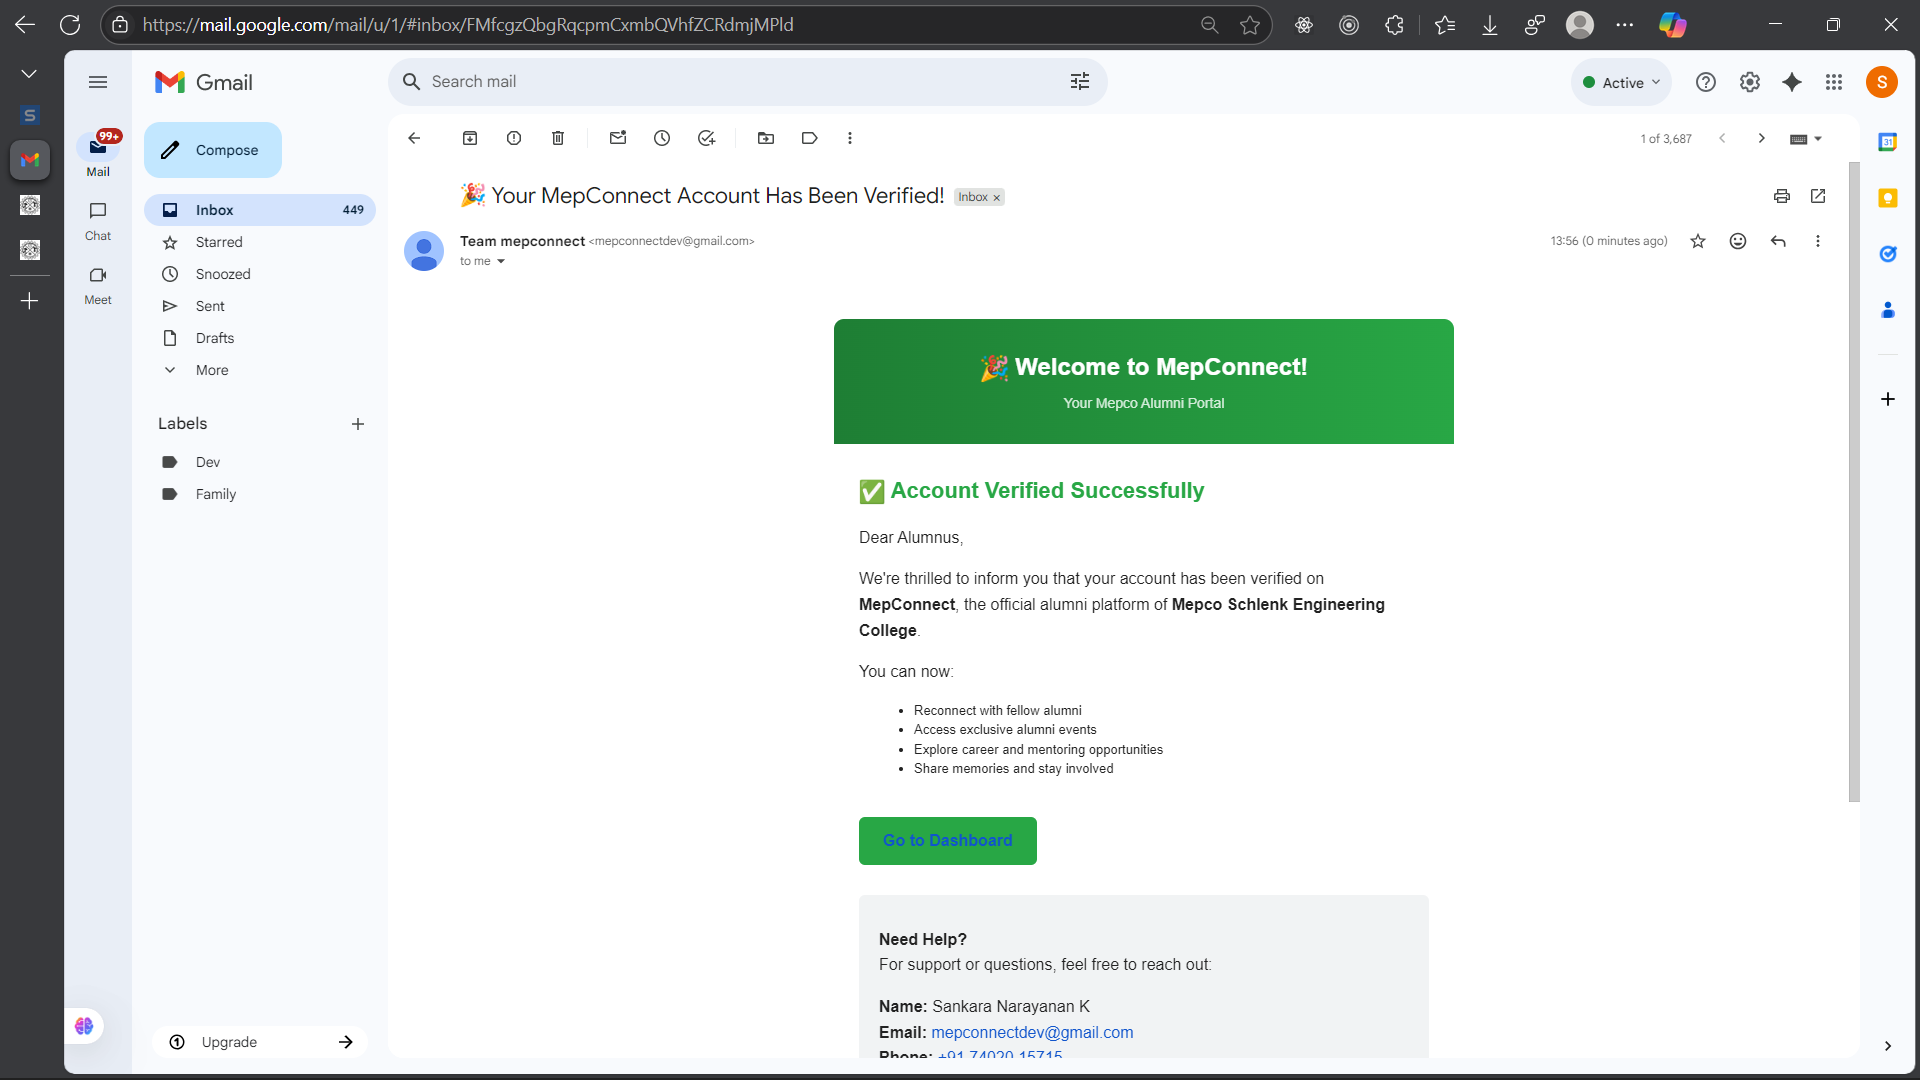 https://mail.google.com/mail/u/1/#inbox/FMfcgzQbgRqcpmCxmbQVhfZCRdmjMPld
S
Gmail
Search mail
Active
S
99+
Mail
Compose
1 of 3,687
31
🎉 Your MepConnect Account Has Been Verified!
Inbox ×
Inbox
449
Chat
Starred
Team mepconnect <mepconnectdev@gmail.com>
13:56 (0 minutes ago)
to me
Snoozed
Meet
Sent
Drafts
More
🎉 Welcome to MepConnect!
Your Mepco Alumni Portal
Labels
Dev
Family
✅ Account Verified Successfully
Dear Alumnus,
We're thrilled to inform you that your account has been verified on
MepConnect, the official alumni platform of Mepco Schlenk Engineering
College.
You can now:
• Reconnect with fellow alumni
• Access exclusive alumni events
• Explore career and mentoring opportunities
• Share memories and stay involved
Go to Dashboard
Need Help?
For support or questions, feel free to reach out:
Name: Sankara Narayanan K
Email: mepconnectdev@gmail.com
Phone: +91 74020 15715
Upgrade